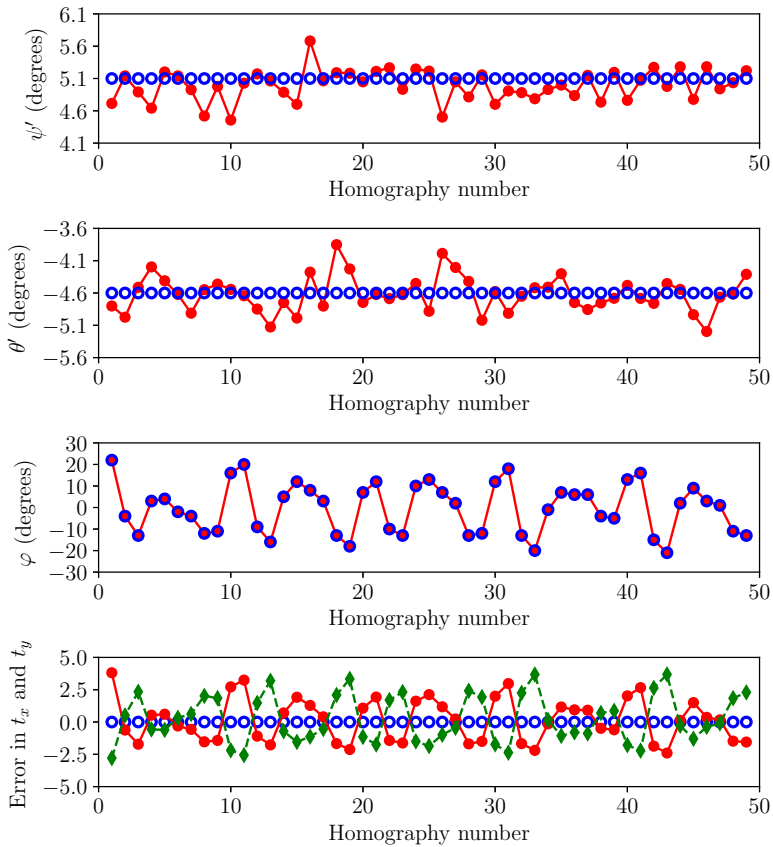 6.1
5.6
5.1
4.6
4.1
ψ′ (degrees)
0 10 20 30 40 50
Homography number
−3.6
−4.1
−4.6
−5.1
−5.6
θ′ (degrees)
0 10 20 30 40 50
Homography number
30
20
10
0
−10
−20
−30
φ (degrees)
0 10 20 30 40 50
Homography number
5.0
2.5
0.0
−2.5
−5.0
Error in tx and ty
0 10 20 30 40 50
Homography number